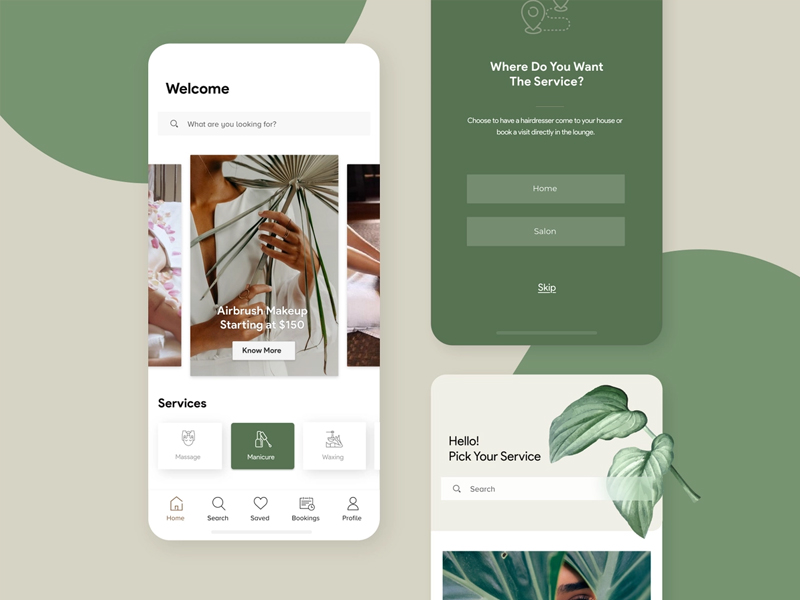 Welcome
What are you looking for?
Airbrush Makeup
Starting at $150
Know More
Services
Massage
Manicure
Waxing
Home
Search
Saved
Bookings
Profile
Where Do You Want
The Service?
Choose to have a hairdresser come to your house or
book a visit directly in the lounge.
Home
Salon
Skip
Hello!
Pick Your Service
Search